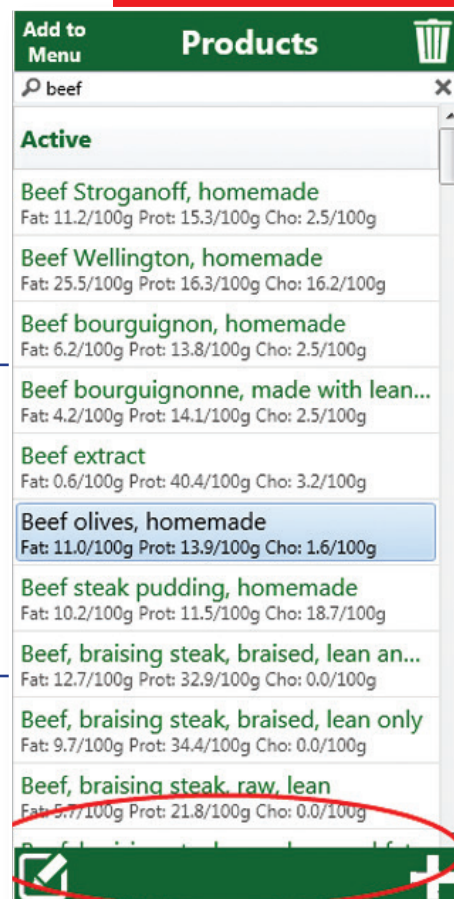 Add to
Menu
Products
beef
Active
Beef Stroganoff, homemade
Fat: 11.2/100g Prot: 15.3/100g Cho: 2.5/100g
Beef Wellington, homemade
Fat: 25.5/100g Prot: 16.3/100g Cho: 16.2/100g
Beef bourguignon, homemade
Fat: 6.2/100g Prot: 13.8/100g Cho: 2.5/100g
Beef bourguignonne, made with lean...
Fat: 4.2/100g Prot: 14.1/100g Cho: 2.5/100g
Beef extract
Fat: 0.6/100g Prot: 40.4/100g Cho: 3.2/100g
Beef olives, homemade
Fat: 11.0/100g Prot: 13.9/100g Cho: 1.6/100g
Beef steak pudding, homemade
Fat: 10.2/100g Prot: 11.5/100g Cho: 18.7/100g
Beef, braising steak, braised, lean an...
Fat: 12.7/100g Prot: 32.9/100g Cho: 0.0/100g
Beef, braising steak, braised, lean only
Fat: 9.7/100g Prot: 34.4/100g Cho: 0.0/100g
Beef, braising steak, raw, lean
Fat: 5.7/100g Prot: 21.8/100g Cho: 0.0/100g